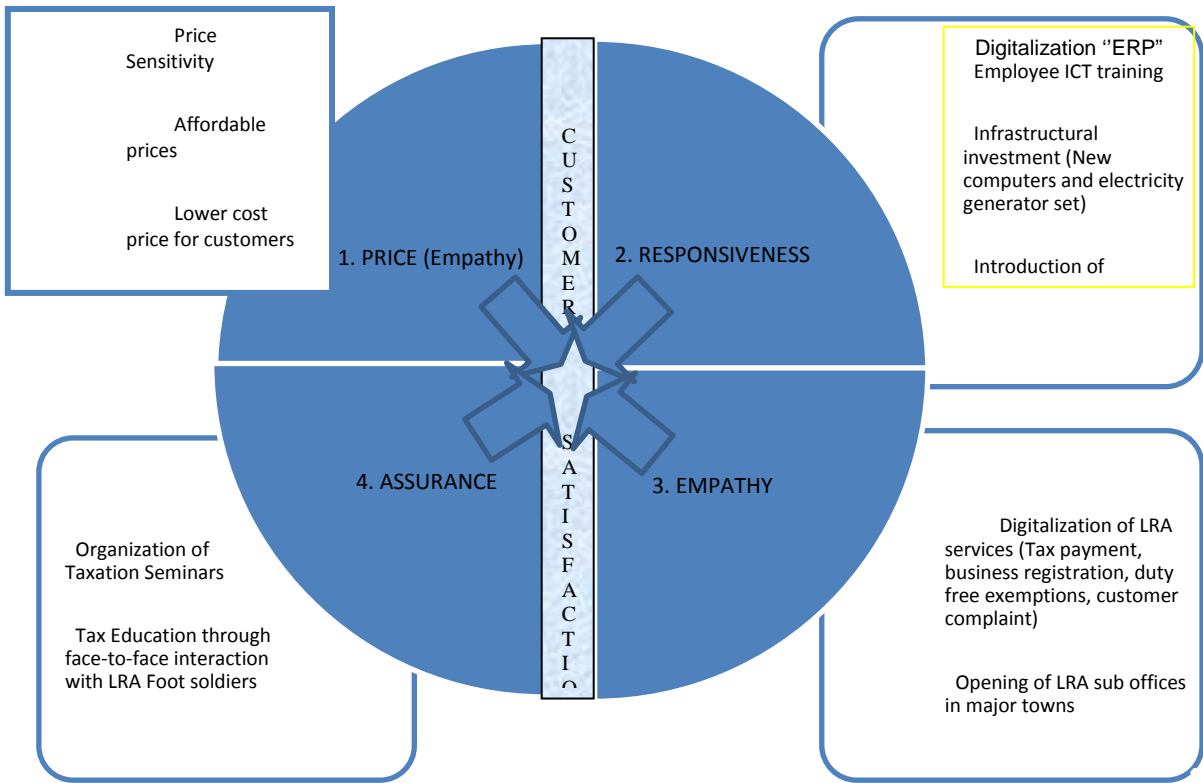 Price
Sensitivity
Affordable
prices
Lower cost
price for customers
1. PRICE (Empathy)
CUSTOMER
SATISFACTIO
2. RESPONSIVENESS
Digitalization ‘’ERP”
Employee ICT training
Infrastructural
investment (New
computers and electricity
generator set)
Introduction of
4. ASSURANCE
3. EMPATHY
Organization of
Taxation Seminars
Tax Education through
face-to-face interaction
with LRA Foot soldiers
Digitalization of LRA
services (Tax payment,
business registration, duty
free exemptions, customer
complaint)
Opening of LRA sub offices
in major towns